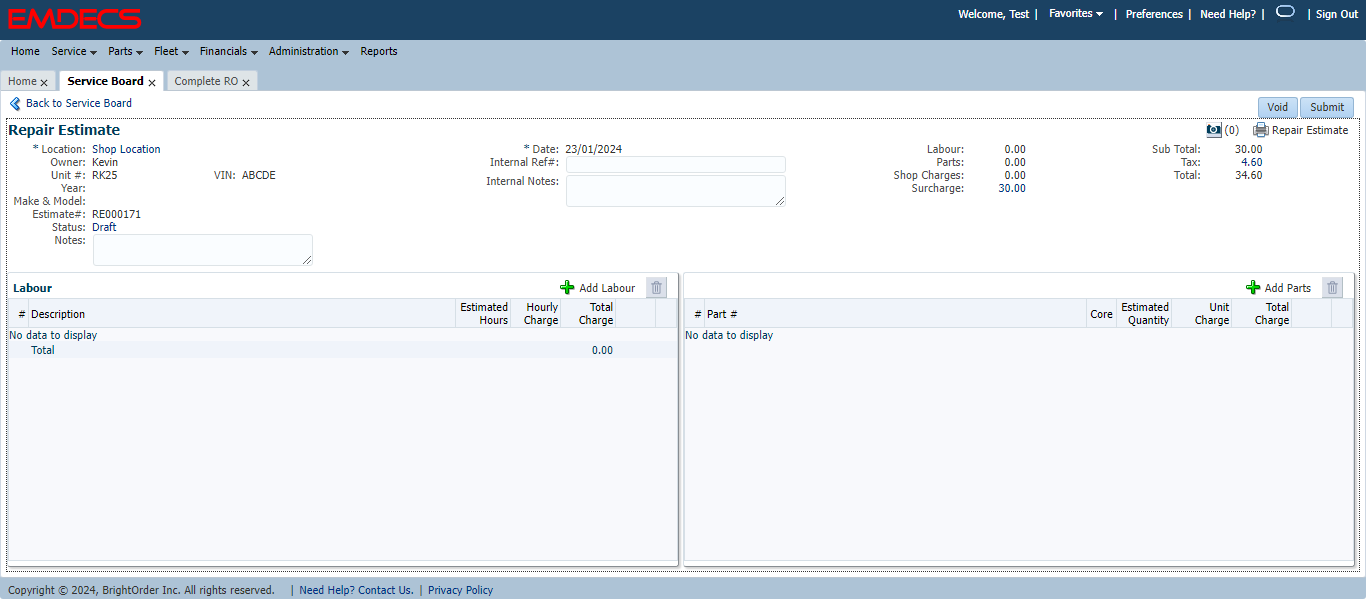 EMDECS
Welcome, Test | Favorites | Preferences | Need Help? | | Sign Out
Home Service Parts Fleet Financials Administration Reports
Home Service Board Complete RO
Back to Service Board
Void Submit
Repair Estimate
(0) Repair Estimate
* Location: Shop Location
Owner: Kevin
Unit #: RK25 VIN: ABCDE
Year:
Make & Model:
Estimate#: RE000171
Status: Draft
Notes:
* Date: 23/01/2024
Internal Ref#:
Internal Notes:
Labour: 0.00
Parts: 0.00
Shop Charges: 0.00
Surcharge: 30.00
Sub Total: 30.00
Tax: 4.60
Total: 34.60
Labour Add Labour
# Description Estimated Hours Hourly Charge Total Charge
No data to display
Total 0.00
Add Parts
# Part # Core Estimated Quantity Unit Charge Total Charge
No data to display
Copyright © 2024, BrightOrder Inc. All rights reserved. | Need Help? Contact Us. | Privacy Policy